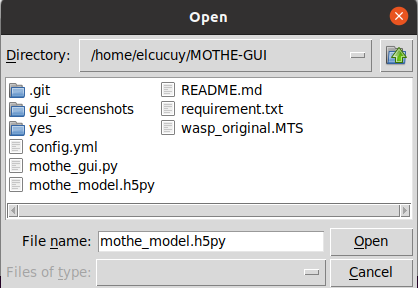 Open
Directory: /home/elcucuy/MOTHE-GUI
.git
gui_screenshots
yes
config.yml
mothe_gui.py
mothe_model.h5py
README.md
requirement.txt
wasp_original.MTS
File name: mothe_model.h5py Open
Files of type: Cancel